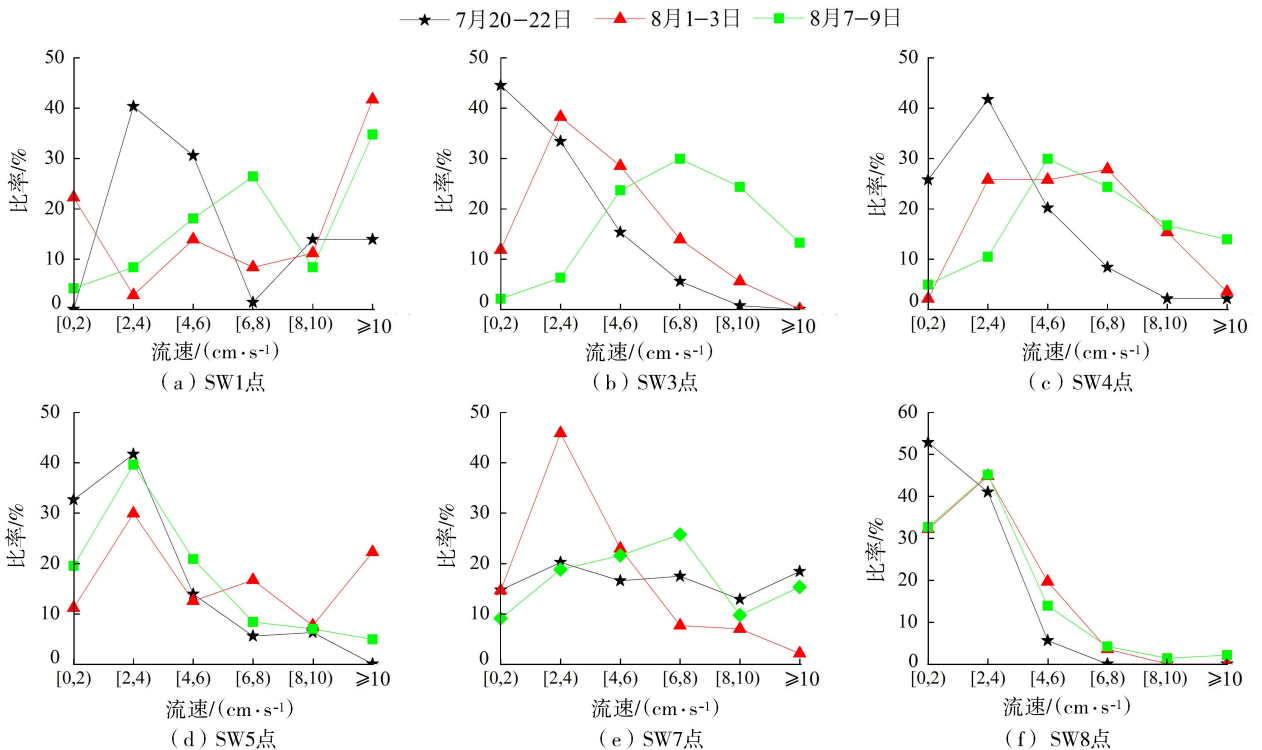 7月20-22日 8月1-3日 8月7-9日
50 50 50
40 40 40
30 30 30
20 20 20
10 10 10
0 0 0
比率/% 比率/% 比率/%
[0,2) [2,4) [4,6) [6,8) [8,10) ≥10 [0,2) [2,4) [4,6) [6,8) [8,10) ≥10 [0,2) [2,4) [4,6) [6,8) [8,10) ≥10
流速/(cm·s⁻¹) 流速/(cm·s⁻¹) 流速/(cm·s⁻¹)
(a)SW1点 (b)SW3点 (c)SW4点
50 50 60
40 40 50
30 30 40
20 20 30
10 10 20
0 0 10
0
比率/% 比率/% 比率/%
[0,2) [2,4) [4,6) [6,8) [8,10) ≥10 [0,2) [2,4) [4,6) [6,8) [8,10) ≥10 [0,2) [2,4) [4,6) [6,8) [8,10) ≥10
流速/(cm·s⁻¹) 流速/(cm·s⁻¹) 流速/(cm·s⁻¹)
(d)SW5点 (e)SW7点 (f) SW8点